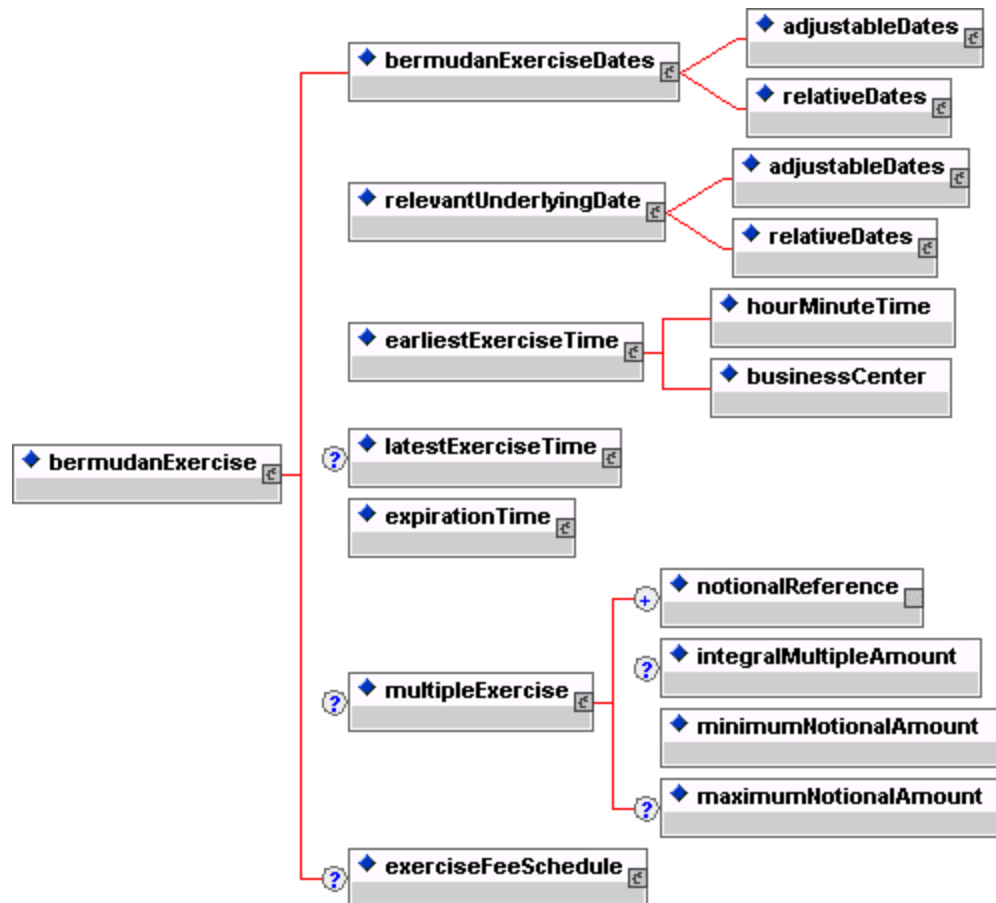 bermudanExercise
bermudanExerciseDates
adjustableDates
relativeDates
relevantUnderlyingDate
adjustableDates
relativeDates
earliestExerciseTime
hourMinuteTime
businessCenter
?
latestExerciseTime
expirationTime
?
multipleExercise
+
notionalReference
?
integralMultipleAmount
minimumNotionalAmount
?
maximumNotionalAmount
?
exerciseFeeSchedule